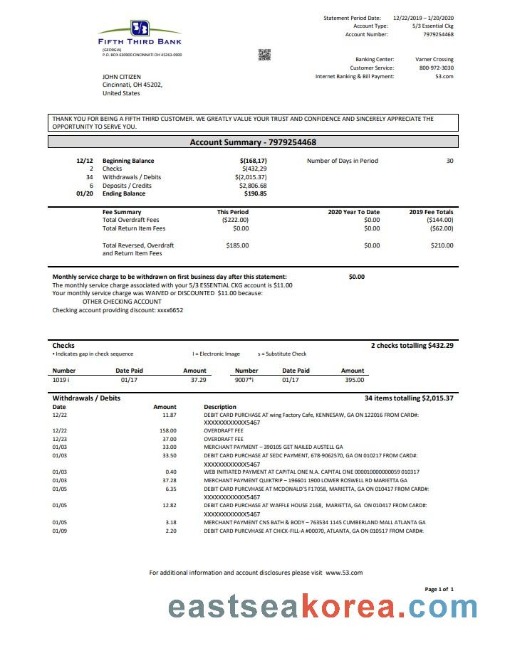 FIFTH THIRD BANK
(GEORGIA)
P.O. BOX 630900 CINCINNATI OH 45263-0900
Statement Period Date: 12/22/2019 – 1/20/2020
Account Type: 5/3 Essential Ckg
Account Number: 7979254468
Banking Center: Varner Crossing
Customer Service: 800-972-3030
Internet Banking & Bill Payment: 53.com
JOHN CITIZEN
Cincinnati, OH 45202,
United States
THANK YOU FOR BEING A FIFTH THIRD CUSTOMER. WE GREATLY VALUE YOUR TRUST AND CONFIDENCE AND SINCERELY APPRECIATE THE
OPPORTUNITY TO SERVE YOU.
Account Summary - 7979254468
12/12 Beginning Balance $(168,17) Number of Days in Period 30
2 Checks $(432,29
34 Withdrawals / Debits $(2,015.37)
6 Deposits / Credits $2,806.68
01/20 Ending Balance $190.85
Fee Summary This Period 2020 Year To Date 2019 Fee Totals
Total Overdraft Fees ($222.00) $0.00 ($144.00)
Total Return Item Fees $0.00 $0.00 ($62.00)
Total Reversed, Overdraft $185.00 $0.00 $210.00
and Return Item Fees
Monthly service charge to be withdrawn on first business day after this statement: $0.00
The monthly service charge associated with your 5/3 ESSENTIAL CKG account is $11.00
Your monthly service charge was WAIVED or DISCOUNTED $11.00 because:
OTHER CHECKING ACCOUNT
Checking account providing discount: xxxx6652
Checks 2 checks totalling $432.29
* Indicates gap in check sequence I = Electronic Image s = Substitute Check
Number Date Paid Amount Number Date Paid Amount
1019 i 01/17 37.29 9007*i 01/17 395.00
Withdrawals / Debits 34 items totalling $2,015.37
Date Amount Description
12/22 11.87 DEBIT CARD PURCHASE AT wing Factory Cafe, KENNESAW, GA ON 122016 FROM CARD#:
XXXXXXXXXXXX5467
12/22 158.00 OVERDRAFT FEE
12/23 37.00 OVERDRAFT FEE
01/03 33.00 MERCHANT PAYMENT – 390105 GET NAILED AUSTELL GA
01/03 33.50 DEBIT CARD PURCHASE AT SEDC PAYMENT, 678-9062570, GA ON 010217 FROM CARD#:
XXXXXXXXXXXX5467
01/03 0.40 WEB INITIATED PAYMENT AT CAPITAL ONE N.A. CAPITAL ONE 000010000000059 010317
01/03 37.28 MERCHANT PAYMENT QUIKTRIP – 196601 1900 LOWER ROSWELL RD MARIETTA GA
01/05 6.35 DEBIT CARD PURCVHASE AT MCDONALD'S F17058, MARIETTA, GA ON 010417 FROM CARD#:
XXXXXXXXXXXX5467
01/05 12.82 DEBIT CARD PURCHASE AT WAFFLE HOUSE 2168, MARIETTA, GA ON 010417 FROM CARD#:
XXXXXXXXXXXX5467
01/05 3.18 MERCHANT PAYMENT CNS BATH & BODY – 763534 1145 CUMBERLAND MALL ATLANTA GA
01/09 2.20 DEBIT CARD PURCVHASE AT CHICK-FILL-A #00070, ATLANTA, GA ON 010517 FROM CARD#:
For additional information and account disclosures please visit www.53.com
Page 1 of 1
eastseakorea.com